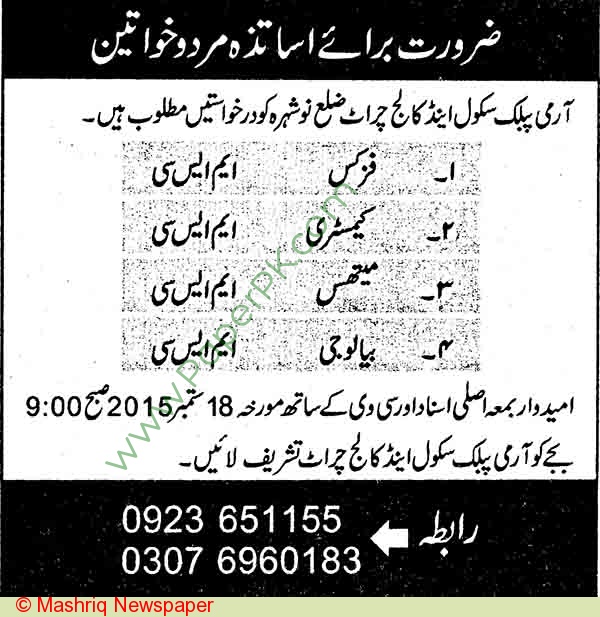 ضرورت برائے اساتذہ مرد و خواتین
آرمی پبلک سکول اینڈ کالج چراٹ ضلع نوشہرہ کو درخواستیں مطلوب ہیں۔
۱۔ فزکس ایم ایس سی
۲۔ کیمسٹری ایم ایس سی
۳۔ میتھس ایم ایس سی
۴۔ بیالوجی ایم ایس سی
امیدوار بمعہ اصلی اسناد اور سی وی کے ساتھ مورخہ 18 ستمبر 2015 صبح 9:00
بجے کو آرمی پبلک سکول اینڈ کالج چراٹ تشریف لائیں۔
رابطہ 0923 651155
0307 6960183
www.PaperPK.com
© Mashriq Newspaper